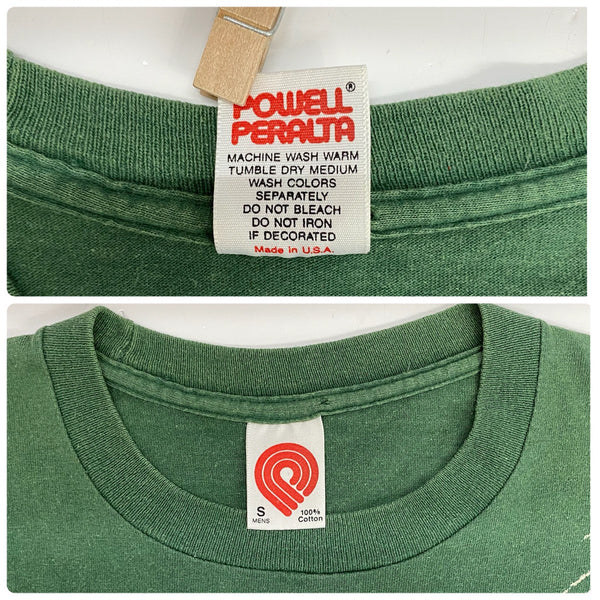 POWELL ®
PERALTA
MACHINE WASH WARM
TUMBLE DRY MEDIUM
WASH COLORS
SEPARATELY
DO NOT BLEACH
DO NOT IRON
IF DECORATED
Made in U.S.A.
S 100%
MENS Cotton